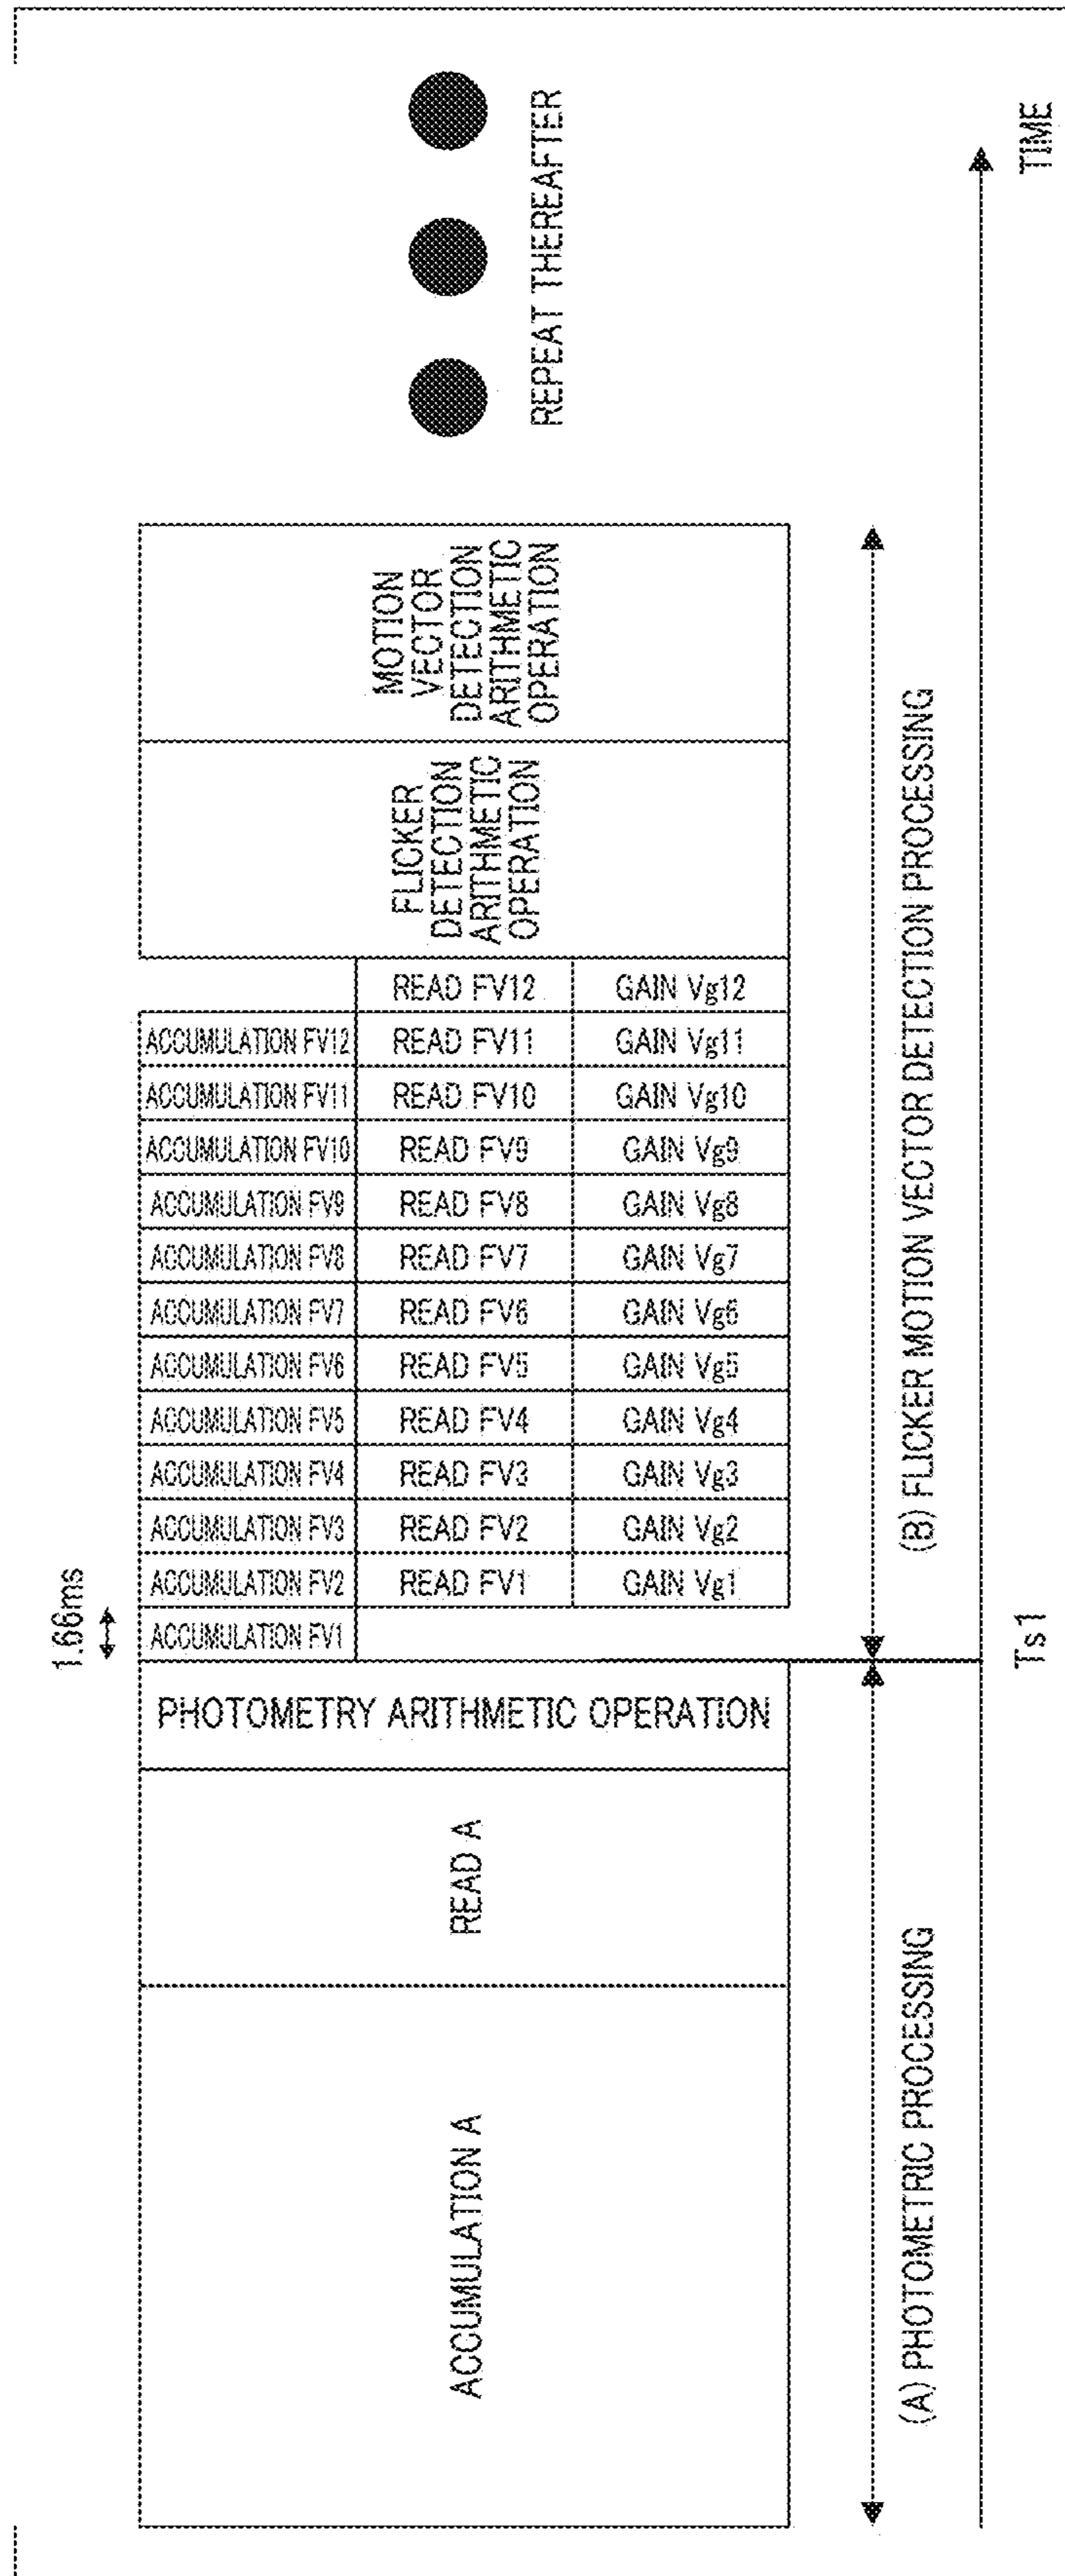 1.66ms
ACCUMULATION A
READ A
PHOTOMETRY ARITHMETIC OPERATION
ACCUMULATION FV1
ACCUMULATION FV2
READ FV1
GAIN Vg1
ACCUMULATION FV3
READ FV2
GAIN Vg2
ACCUMULATION FV4
READ FV3
GAIN Vg3
ACCUMULATION FV5
READ FV4
GAIN Vg4
ACCUMULATION FV6
READ FV5
GAIN Vg5
ACCUMULATION FV7
READ FV6
GAIN Vg6
ACCUMULATION FV8
READ FV7
GAIN Vg7
ACCUMULATION FV9
READ FV8
GAIN Vg8
ACCUMULATION FV10
READ FV9
GAIN Vg9
ACCUMULATION FV11
READ FV10
GAIN Vg10
ACCUMULATION FV12
READ FV11
GAIN Vg11
READ FV12
GAIN Vg12
FLICKER
DETECTION
ARITHMETIC
OPERATION
MOTION
VECTOR
DETECTION
ARITHMETIC
OPERATION
REPEAT THEREAFTER
(A) PHOTOMETRIC PROCESSING
(B) FLICKER MOTION VECTOR DETECTION PROCESSING
Ts1
TIME